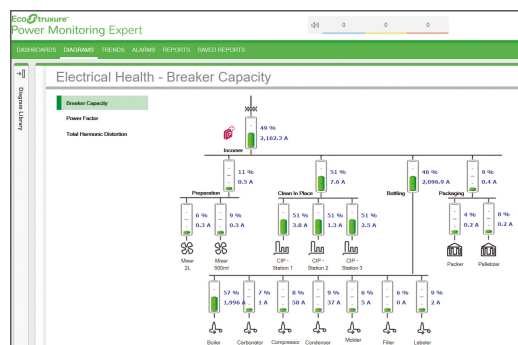 EcoStruxure™
Power Monitoring Expert
0 0 0
DASHBOARDS DIAGRAMS TRENDS ALARMS REPORTS SAVED REPORTS
Diagrams Library
Electrical Health - Breaker Capacity
Breaker Capacity
Power Factor
Total Harmonic Distortion
49 %
2,162.3 A
Incomer
11 % 51 % 46 % 9 %
0.5 A 7.6 A 2,096.9 A 0.4 A
Preparation Clean In Place Bottling Packaging
6 % 9 % 51 % 51 % 51 % 4 % 8 %
0.3 A 0.3 A 3.8 A 1.3 A 2.5 A 0.2 A 0.2 A
Mixer 2L Mixer 500ml CIP - Station 1 CIP - Station 2 CIP - Station 3 Packer Palletizer
57 % 7 % 8 % 9 % 6 % 6 % 9 %
1,996 A 1 A 58 A 37 A 5 A 0 A 2 A
Boiler Carbonator Compressor Condenser Molder Filler Labeler